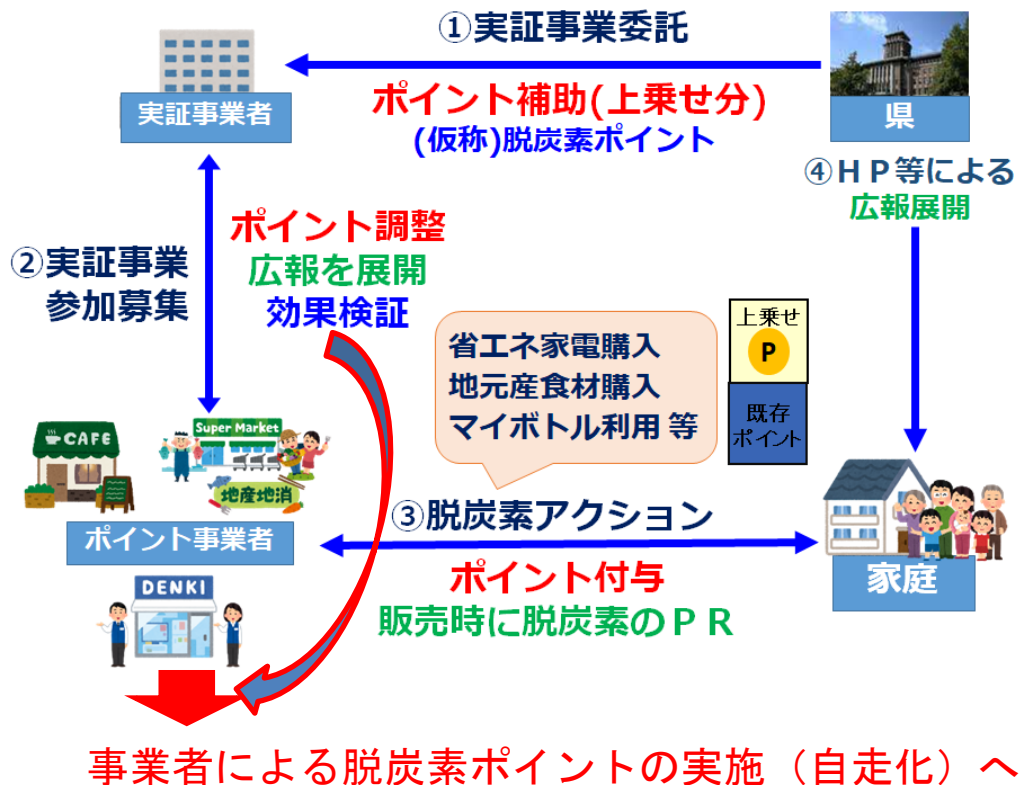 ①実証事業委託
実証事業者
ポイント補助(上乗せ分)
(仮称)脱炭素ポイント
県
④ＨＰ等による
広報展開
②実証事業
参加募集
ポイント調整
広報を展開
効果検証
省エネ家電購入
地元産食材購入
マイボトル利用 等
上乗せ
P
既存
ポイント
CAFE
Super Market
地産地消
ポイント事業者
③脱炭素アクション
ポイント付与
販売時に脱炭素のＰＲ
家庭
DENKI
事業者による脱炭素ポイントの実施（自走化）へ